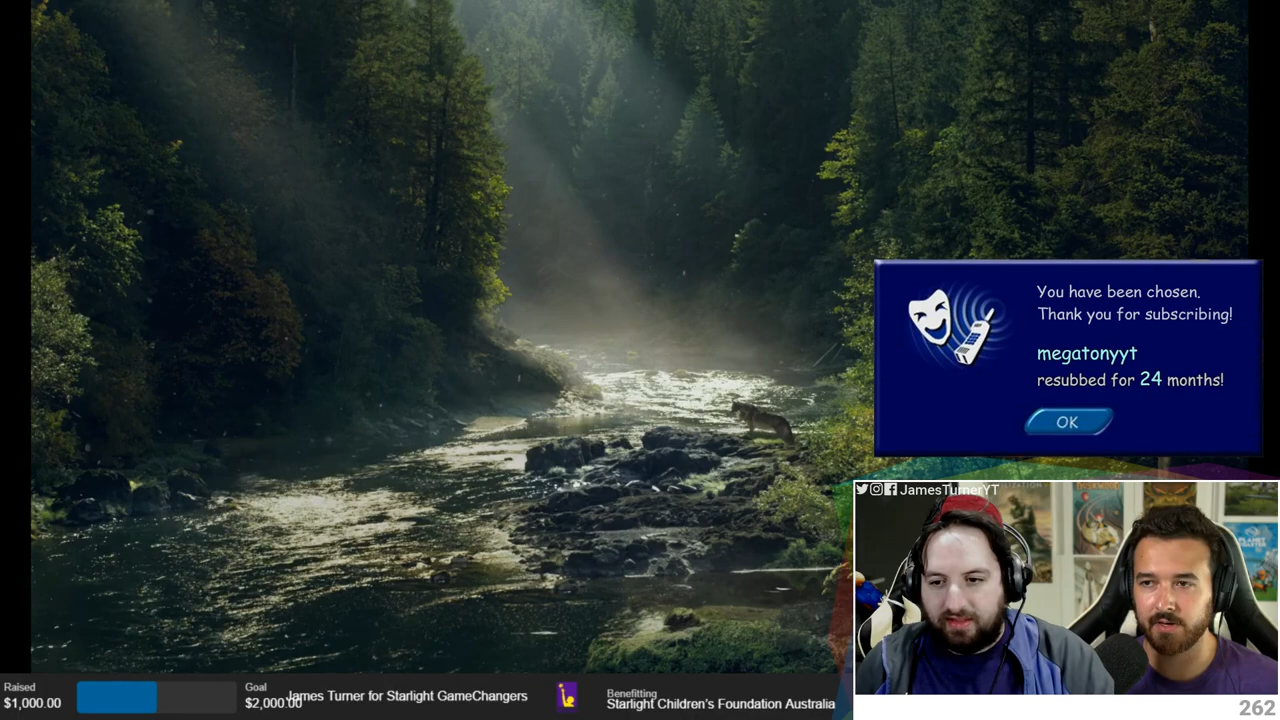 You have been chosen.
Thank you for subscribing!
megatonyyt
resubbed for 24 months!
OK
JamesTurnerYT
Raised
$1,000.00
Goal
$2,000.00
James Turner for Starlight GameChangers
Benefitting
Starlight Children's Foundation Australia
262